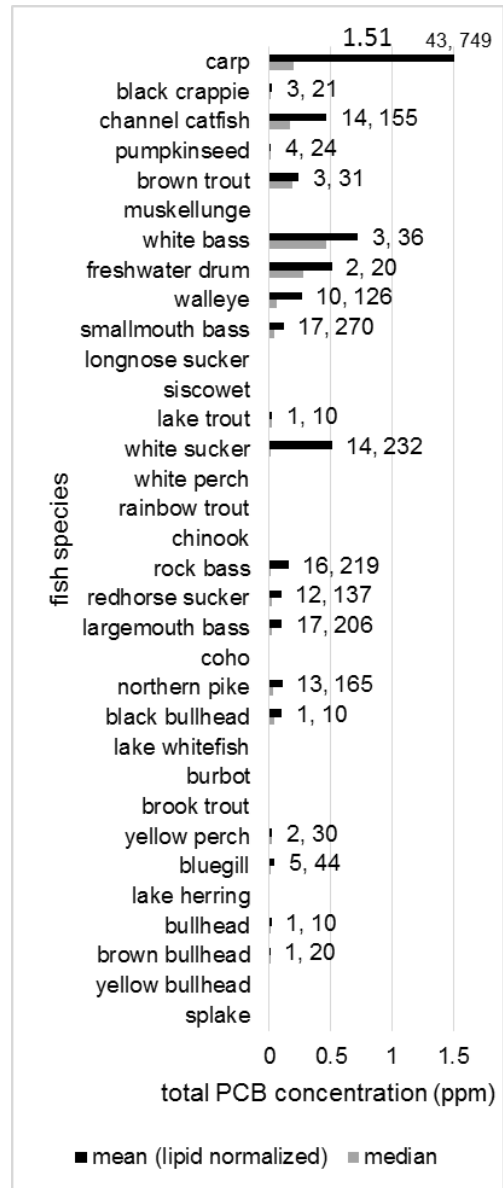 1.51 43, 749
carp
black crappie 3, 21
channel catfish 14, 155
pumpkinseed 4, 24
brown trout 3, 31
muskellunge
white bass 3, 36
freshwater drum 2, 20
walleye 10, 126
smallmouth bass 17, 270
longnose sucker
siscowet
lake trout 1, 10
white sucker 14, 232
white perch
rainbow trout
chinook
rock bass 16, 219
redhorse sucker 12, 137
largemouth bass 17, 206
coho
northern pike 13, 165
black bullhead 1, 10
lake whitefish
burbot
brook trout
yellow perch 2, 30
bluegill 5, 44
lake herring
bullhead 1, 10
brown bullhead 1, 20
yellow bullhead
splake
fish species
0 0.5 1 1.5
total PCB concentration (ppm)
mean (lipid normalized) median